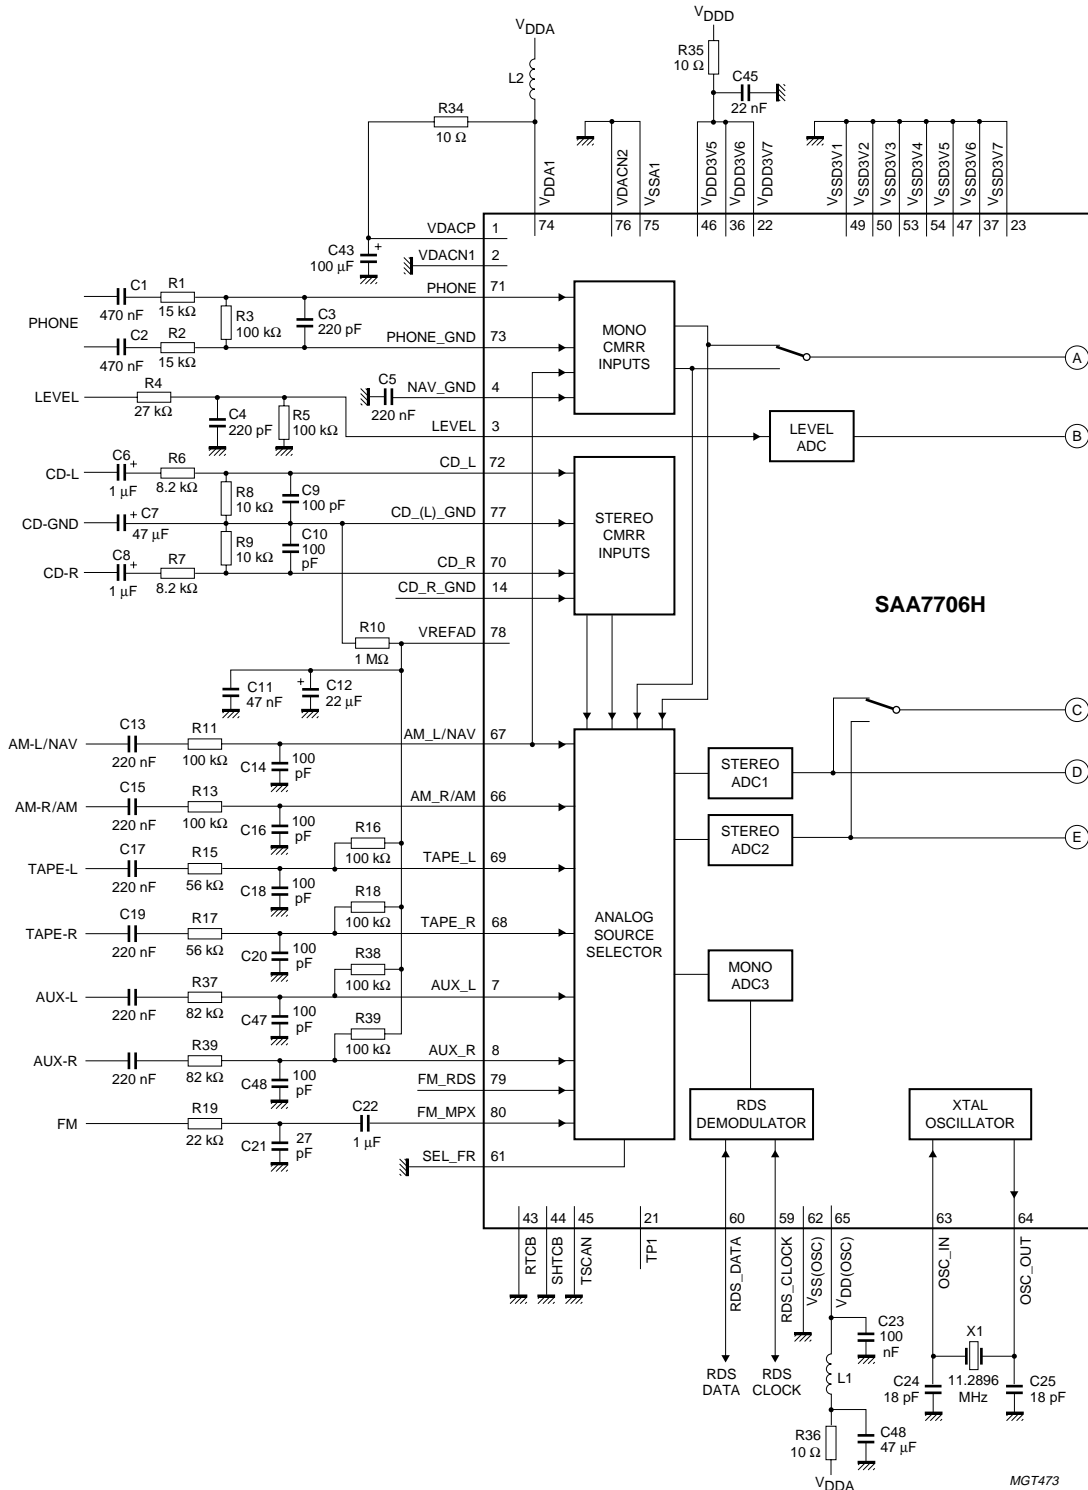 VDDA
VDDD
R35
10 Ω
C45
22 nF
L2
R34
10 Ω
VDDA1
VDACN2
VSSA1
VDDD3V5
VDDD3V6
VDDD3V7
VSSD3V1
VSSD3V2
VSSD3V3
VSSD3V4
VSSD3V5
VSSD3V6
VSSD3V7
74
76
75
46
36
22
49
50
53
54
47
37
23
VDACP
1
C43
100 μF
+
VDACN1
2
PHONE
C1
470 nF
R1
15 kΩ
R3
100 kΩ
C3
220 pF
C2
470 nF
R2
15 kΩ
PHONE
71
PHONE_GND
73
MONO
CMRR
INPUTS
A
C5
220 nF
NAV_GND
4
LEVEL
R4
27 kΩ
C4
220 pF
R5
100 kΩ
LEVEL
3
LEVEL
ADC
B
CD-L
C6
+
1 μF
R6
8.2 kΩ
R8
10 kΩ
C9
100 pF
CD_L
72
CD-GND
+
C7
47 μF
CD_(L)_GND
77
STEREO
CMRR
INPUTS
R9
10 kΩ
C10
100
pF
CD-R
C8
+
1 μF
R7
8.2 kΩ
CD_R
70
CD_R_GND
14
SAA7706H
R10
1 MΩ
VREFAD
78
C11
47 nF
+
C12
22 μF
AM-L/NAV
C13
220 nF
R11
100 kΩ
C14
100
pF
AM_L/NAV
67
C
STEREO
ADC1
D
AM-R/AM
C15
220 nF
R13
100 kΩ
C16
100
pF
AM_R/AM
66
STEREO
ADC2
E
TAPE-L
C17
220 nF
R15
56 kΩ
C18
100
pF
R16
100 kΩ
TAPE_L
69
TAPE-R
C19
220 nF
R17
56 kΩ
C20
100
pF
R18
100 kΩ
TAPE_R
68
ANALOG
SOURCE
SELECTOR
MONO
ADC3
AUX-L
220 nF
R37
82 kΩ
C47
100
pF
R38
100 kΩ
AUX_L
7
AUX-R
220 nF
R39
82 kΩ
C48
100
pF
R39
100 kΩ
AUX_R
8
FM_RDS
79
FM
R19
22 kΩ
C21
27
pF
C22
1 μF
FM_MPX
80
SEL_FR
61
RDS
DEMODULATOR
XTAL
OSCILLATOR
43
44
45
21
60
59
62
65
63
64
RTCB
SHTCB
TSCAN
TP1
RDS_DATA
RDS_CLOCK
VSS(OSC)
VDD(OSC)
OSC_IN
OSC_OUT
RDS
DATA
RDS
CLOCK
C23
100
nF
L1
R36
10 Ω
C48
47 μF
VDDA
X1
11.2896
MHz
C24
18 pF
C25
18 pF
MGT473